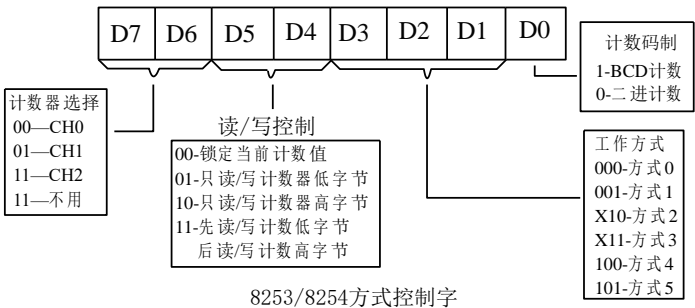 D7 D6 D5 D4 D3 D2 D1 D0
计数码制
1-BCD计数
0-二进计数
计数器选择
00—CH0
01—CH1
11—CH2
11—不用
读/写控制
00-锁定当前计数值
01-只读/写计数器低字节
10-只读/写计数器高字节
11-先读/写计数低字节
后读/写计数高字节
工作方式
000-方式0
001-方式1
X10-方式2
X11-方式3
100-方式4
101-方式5
8253/8254方式控制字